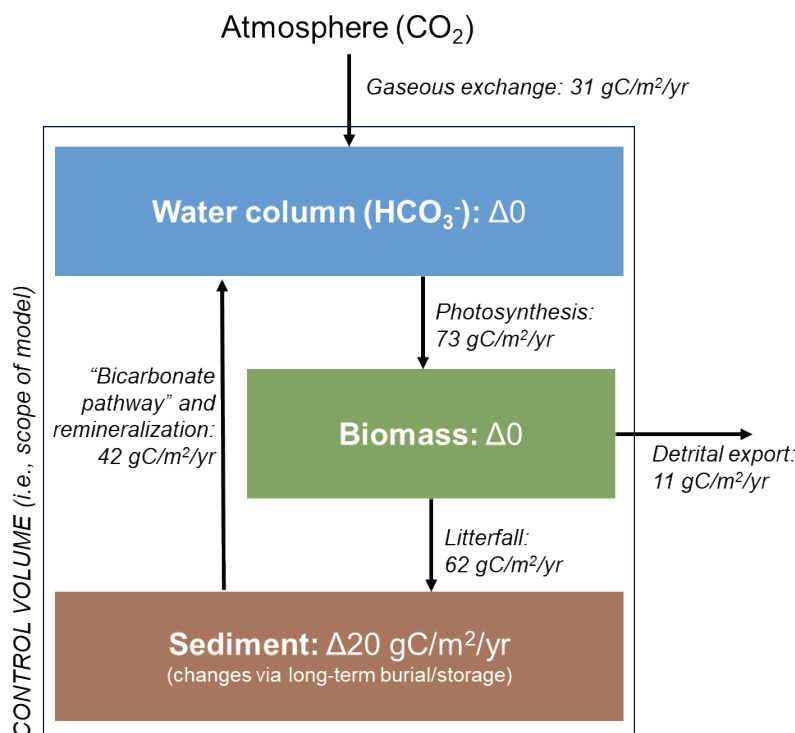 Atmosphere (CO₂)
Gaseous exchange: 31 gC/m²/yr
CONTROL VOLUME (i.e., scope of model)
Water column (HCO₃⁻): Δ0
Photosynthesis:
73 gC/m²/yr
“Bicarbonate
pathway” and
remineralization:
42 gC/m²/yr
Biomass: Δ0
Detrital export:
11 gC/m²/yr
Litterfall:
62 gC/m²/yr
Sediment: Δ20 gC/m²/yr
(changes via long-term burial/storage)